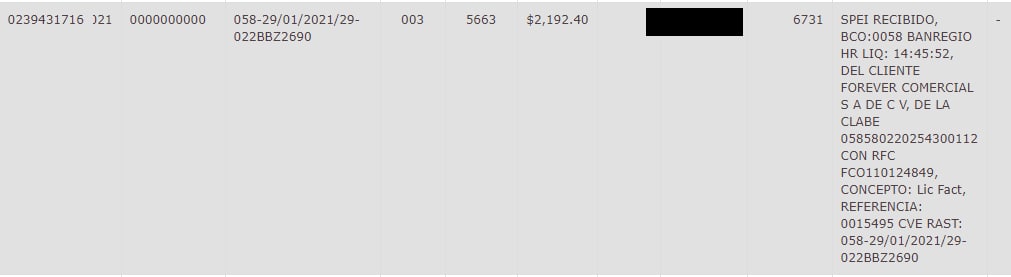 0239431716 021 0000000000 058-29/01/2021/29- 003 5663 $2,192.40 6731 SPEI RECIBIDO, -
022BBZ2690 BCO:0058 BANREGIO
HR LIQ: 14:45:52,
DEL CLIENTE
FOREVER COMERCIAL
S A DE C V, DE LA
CLABE
058580220254300112
CON RFC
FCO110124849,
CONCEPTO: Lic Fact,
REFERENCIA:
0015495 CVE RAST:
058-29/01/2021/29-
022BBZ2690